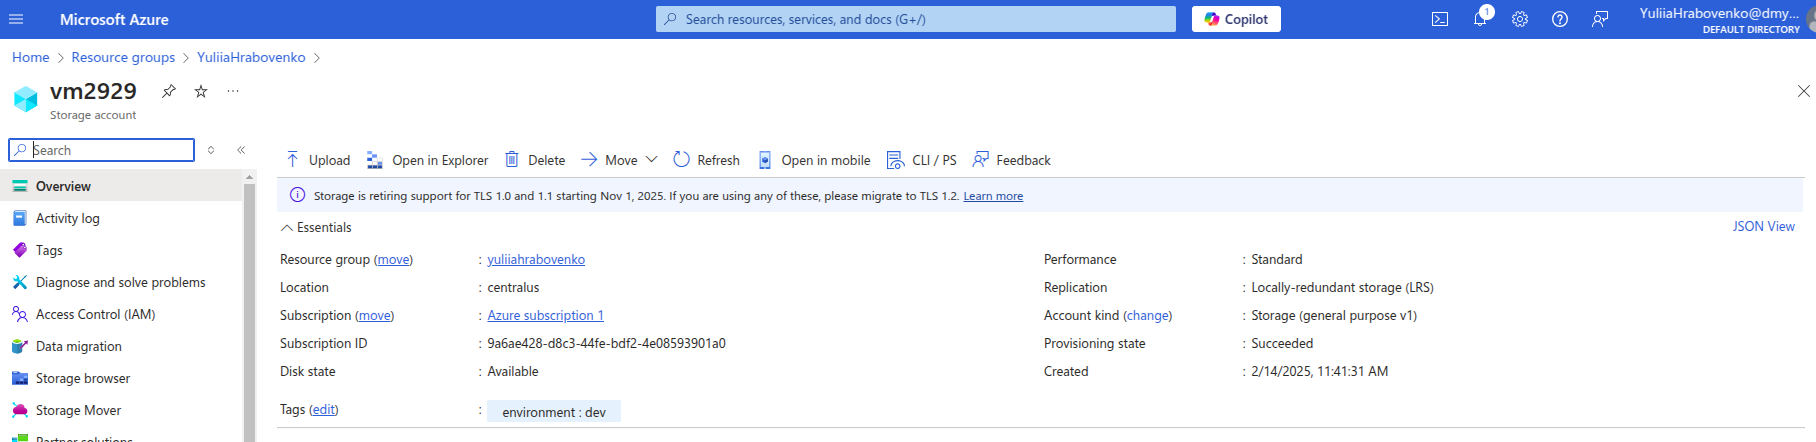 Microsoft Azure
Search resources, services, and docs (G+/)
Copilot
1
YuliiaHrabovenko@dmy...
DEFAULT DIRECTORY
Home > Resource groups > YuliiaHrabovenko >
vm2929
Storage account
Search
Upload Open in Explorer Delete Move Refresh Open in mobile CLI / PS Feedback
Overview
Activity log
Tags
Diagnose and solve problems
Access Control (IAM)
Data migration
Storage browser
Storage Mover
Partner solutions
Storage is retiring support for TLS 1.0 and 1.1 starting Nov 1, 2025. If you are using any of these, please migrate to TLS 1.2. Learn more
Essentials
JSON View
Resource group (move) : yuliiahrabovenko
Location : centralus
Subscription (move) : Azure subscription 1
Subscription ID : 9a6ae428-d8c3-44fe-bdf2-4e08593901a0
Disk state : Available
Tags (edit) : environment : dev
Performance : Standard
Replication : Locally-redundant storage (LRS)
Account kind (change) : Storage (general purpose v1)
Provisioning state : Succeeded
Created : 2/14/2025, 11:41:31 AM